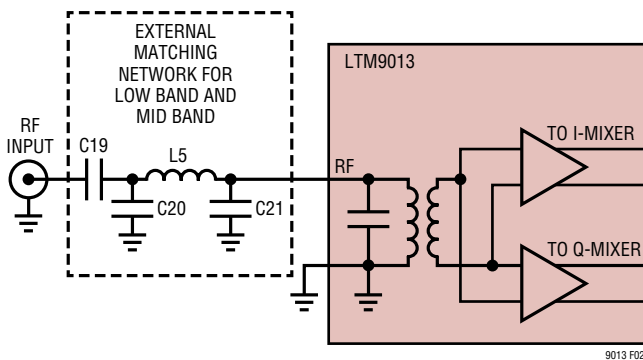 EXTERNAL
MATCHING
NETWORK FOR
LOW BAND AND
MID BAND
LTM9013
RF
INPUT
C19
L5
C20
C21
RF
TO I-MIXER
TO Q-MIXER
9013 F02